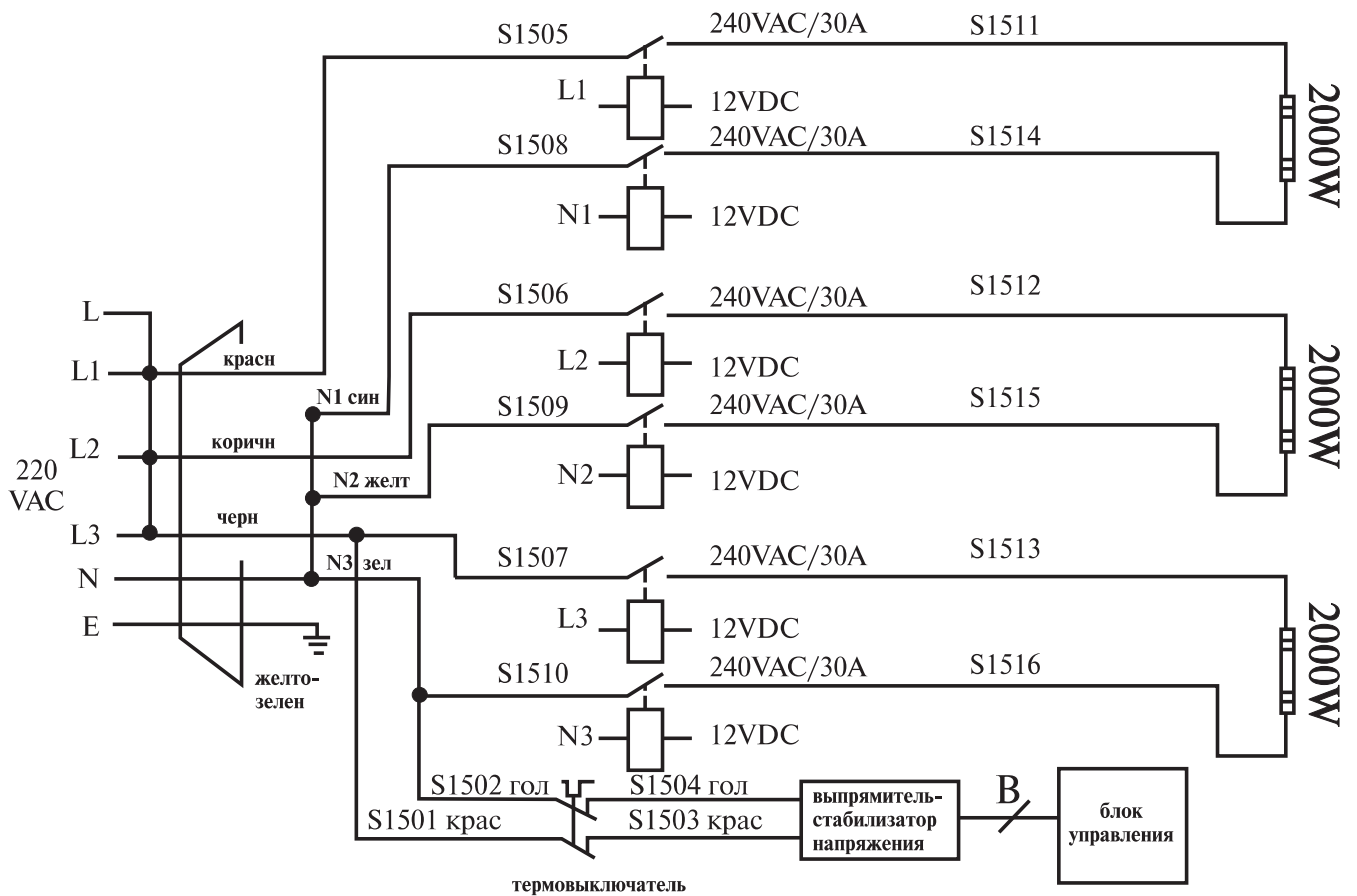 S1505 240VAC/30A S1511
L1 12VDC
2000W
S1508 240VAC/30A S1514
N1 12VDC
S1506 240VAC/30A S1512
L
L2 12VDC
L1 красн
2000W
N1 син S1509 240VAC/30A S1515
L2 коричн
220
VAC
N2 желт N2 12VDC
L3 черн
S1507 240VAC/30A S1513
N N3 зел
L3 12VDC
E
2000W
S1510 240VAC/30A S1516
желто-
зелен
N3 12VDC
S1502 гол S1504 гол
S1501 крас S1503 крас
выпрямитель-
стабилизатор
напряжения
B
блок
управления
термовыключатель